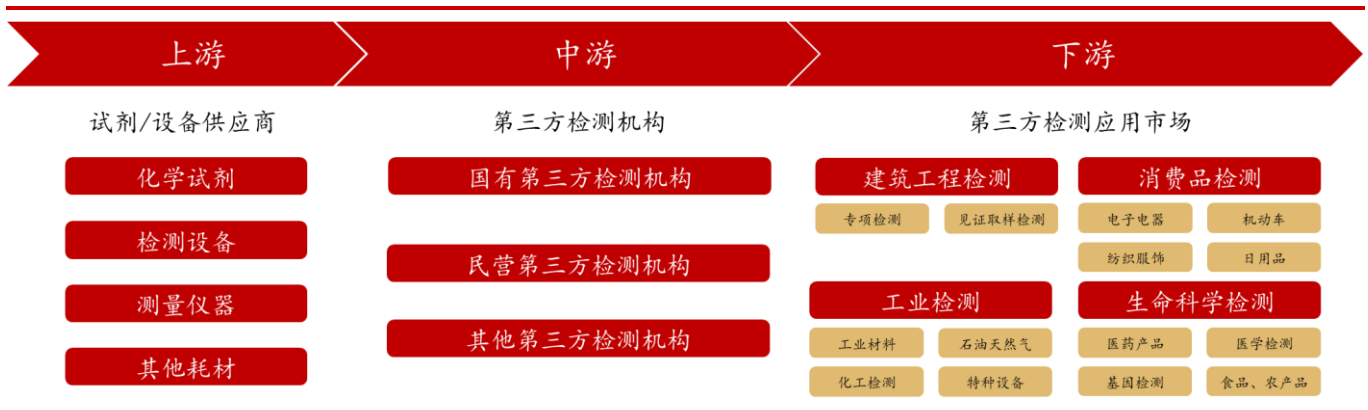 上游
中游
下游
试剂/设备供应商
第三方检测机构
第三方检测应用市场
化学试剂
检测设备
测量仪器
其他耗材
国有第三方检测机构
民营第三方检测机构
其他第三方检测机构
建筑工程检测
专项检测
见证取样检测
消费品检测
电子电器
机动车
纺织服饰
日用品
工业检测
工业材料
石油天然气
化工检测
特种设备
生命科学检测
医药产品
医学检测
基因检测
食品、农产品